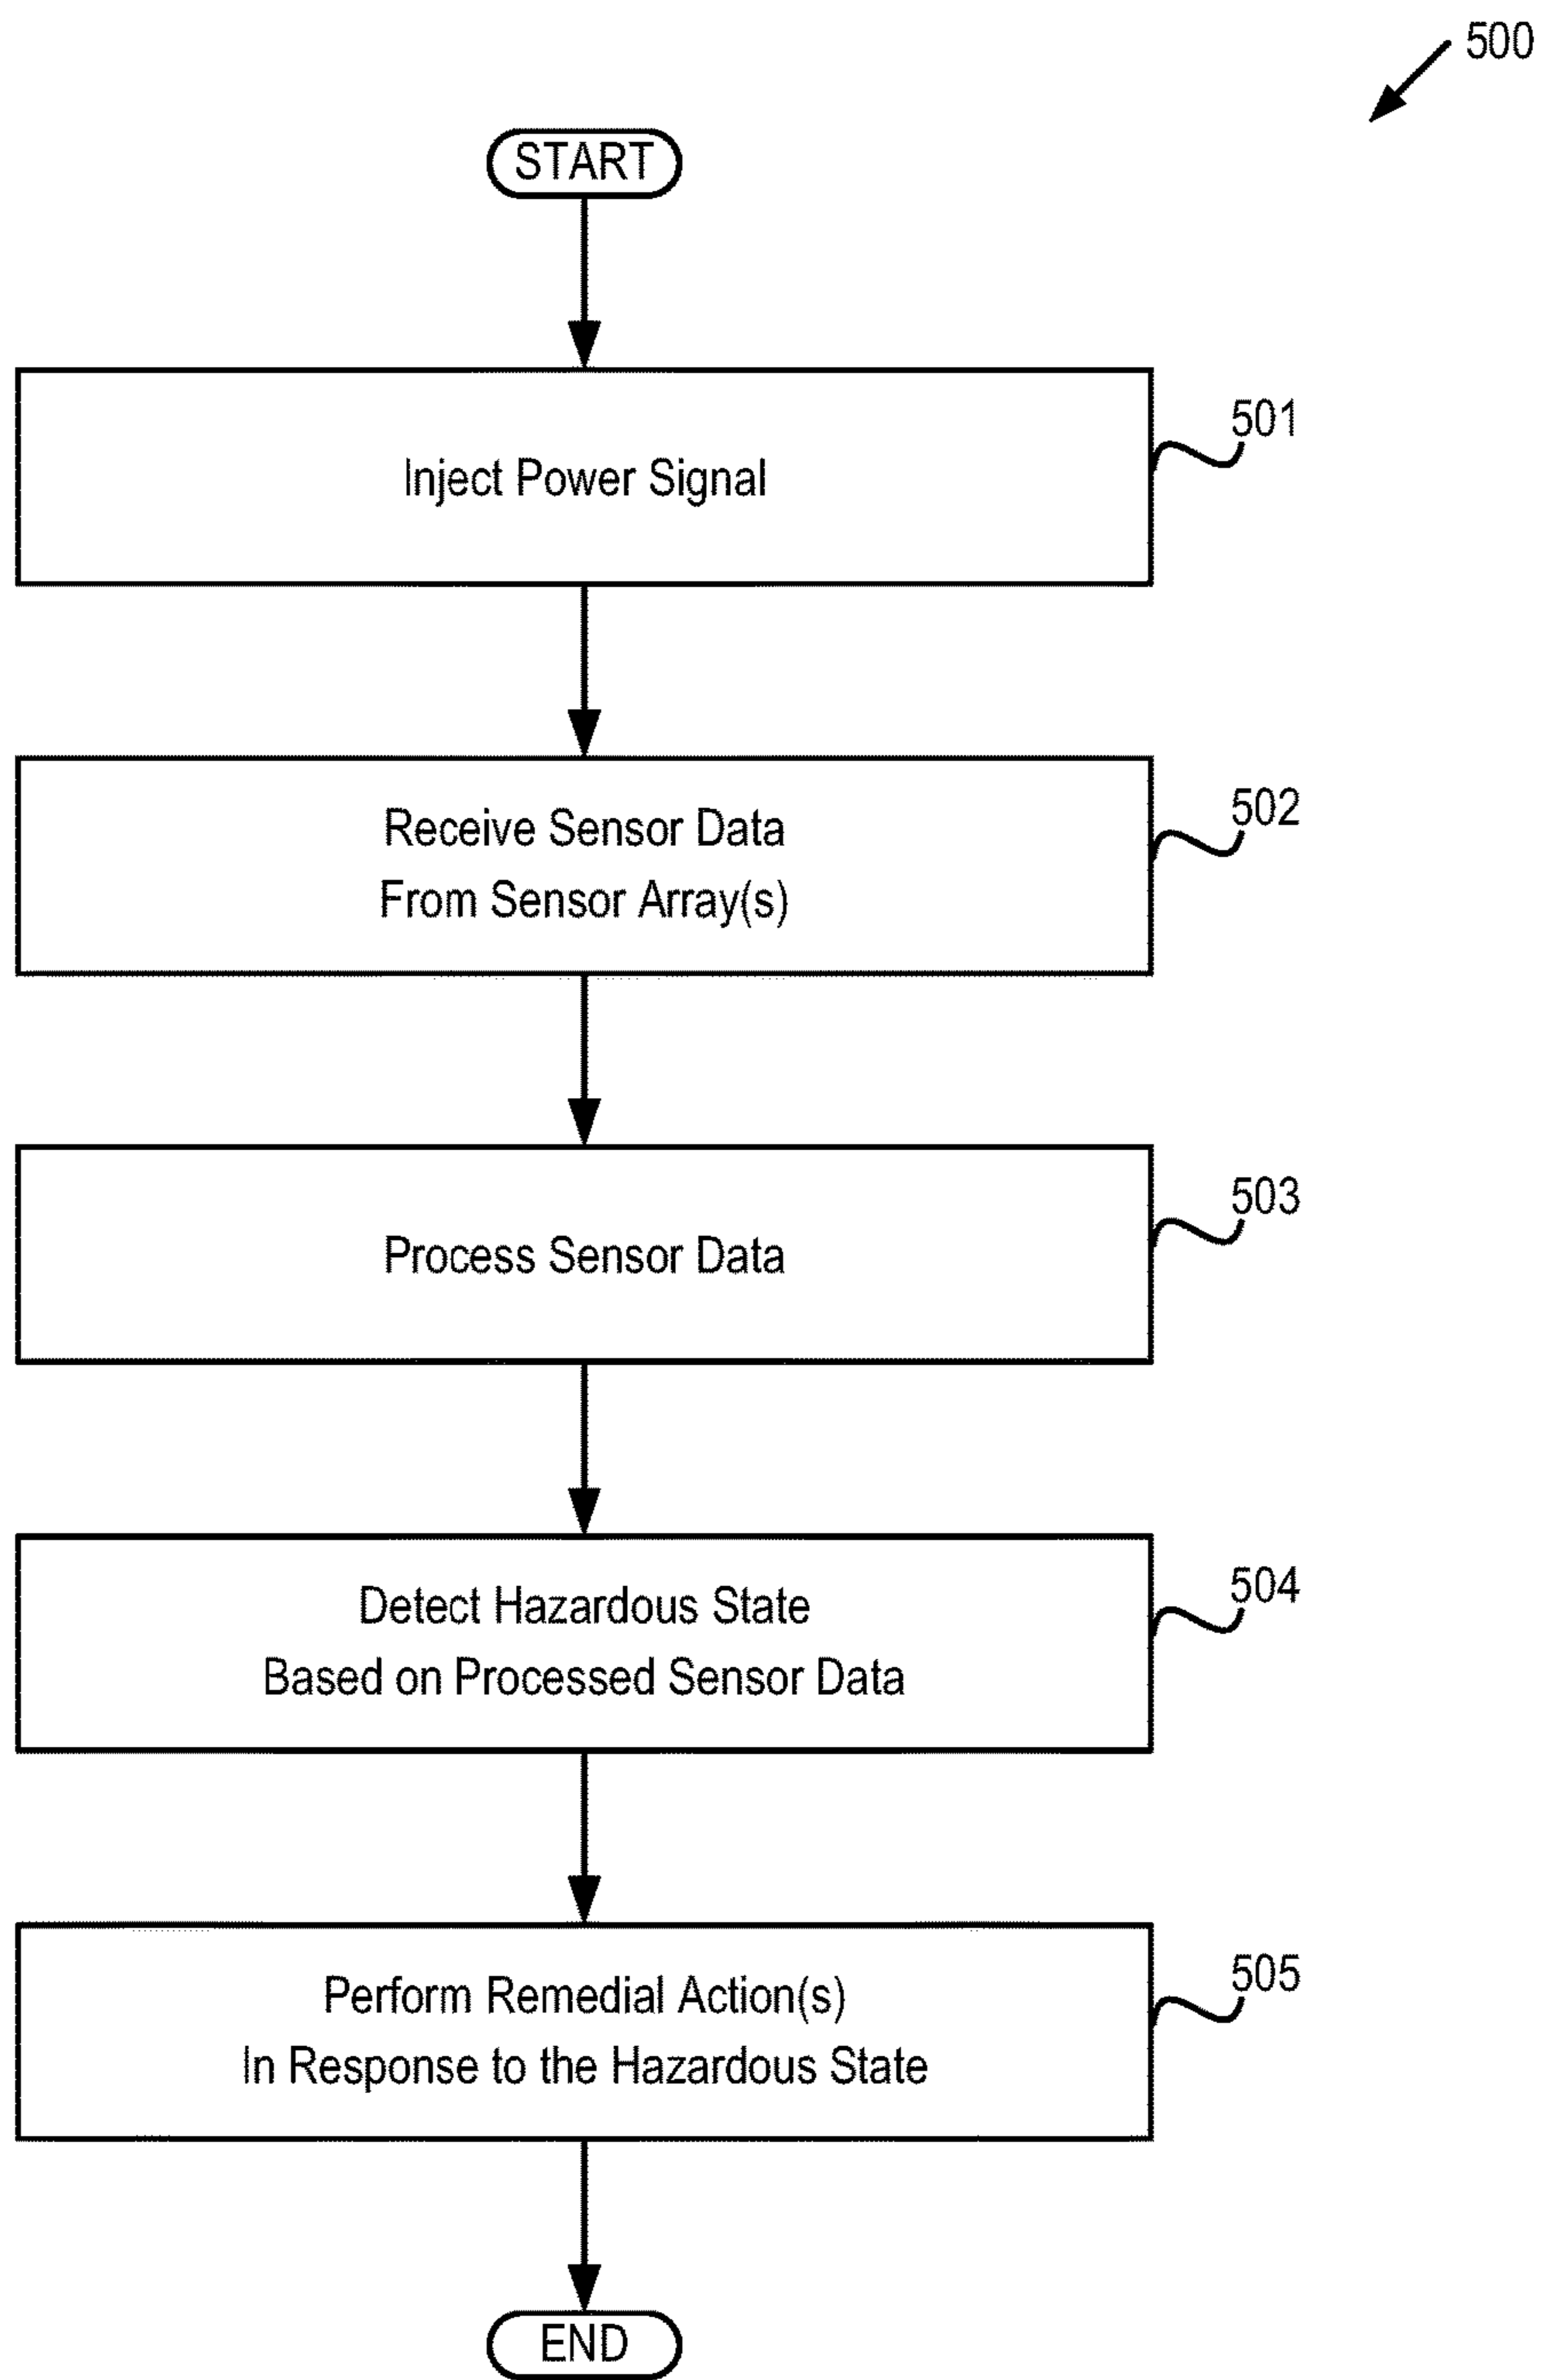 500
START
Inject Power Signal
501
Receive Sensor Data
From Sensor Array(s)
502
Process Sensor Data
503
Detect Hazardous State
Based on Processed Sensor Data
504
Perform Remedial Action(s)
In Response to the Hazardous State
505
END